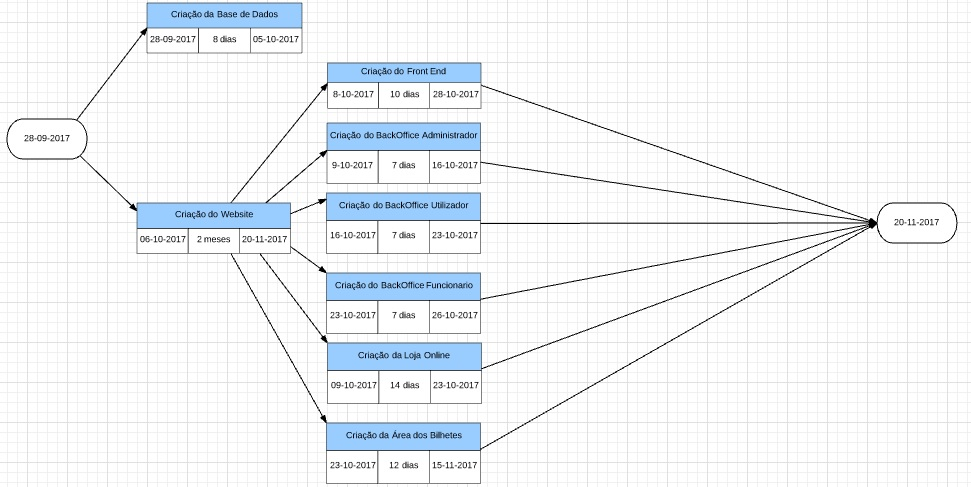 Criação da Base de Dados
28-09-2017 8 dias 05-10-2017
28-09-2017
Criação do Website
06-10-2017 2 meses 20-11-2017
Criação do Front End
8-10-2017 10 dias 28-10-2017
Criação do BackOffice Administrador
9-10-2017 7 dias 16-10-2017
Criação do BackOffice Utilizador
16-10-2017 7 dias 23-10-2017
Criação do BackOffice Funcionario
23-10-2017 7 dias 26-10-2017
Criação da Loja Online
09-10-2017 14 dias 23-10-2017
Criação da Área dos Bilhetes
23-10-2017 12 dias 15-11-2017
20-11-2017